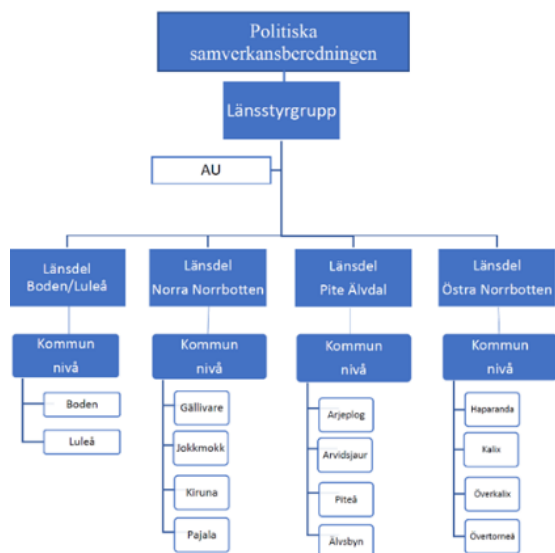 Politiska
samverkansberedningen
Länsstyrgrupp
AU
Länsdel
Boden/Luleå
Kommun
nivå
Boden
Luleå
Länsdel
Norra Norrbotten
Kommun
nivå
Gällivare
Jokkmokk
Kiruna
Pajala
Länsdel
Pite Älvdal
Kommun
nivå
Arjeplog
Arvidsjaur
Piteå
Älvsbyn
Länsdel
Östra Norrbotten
Kommun
nivå
Haparanda
Kalix
Överkalix
Övertorneå